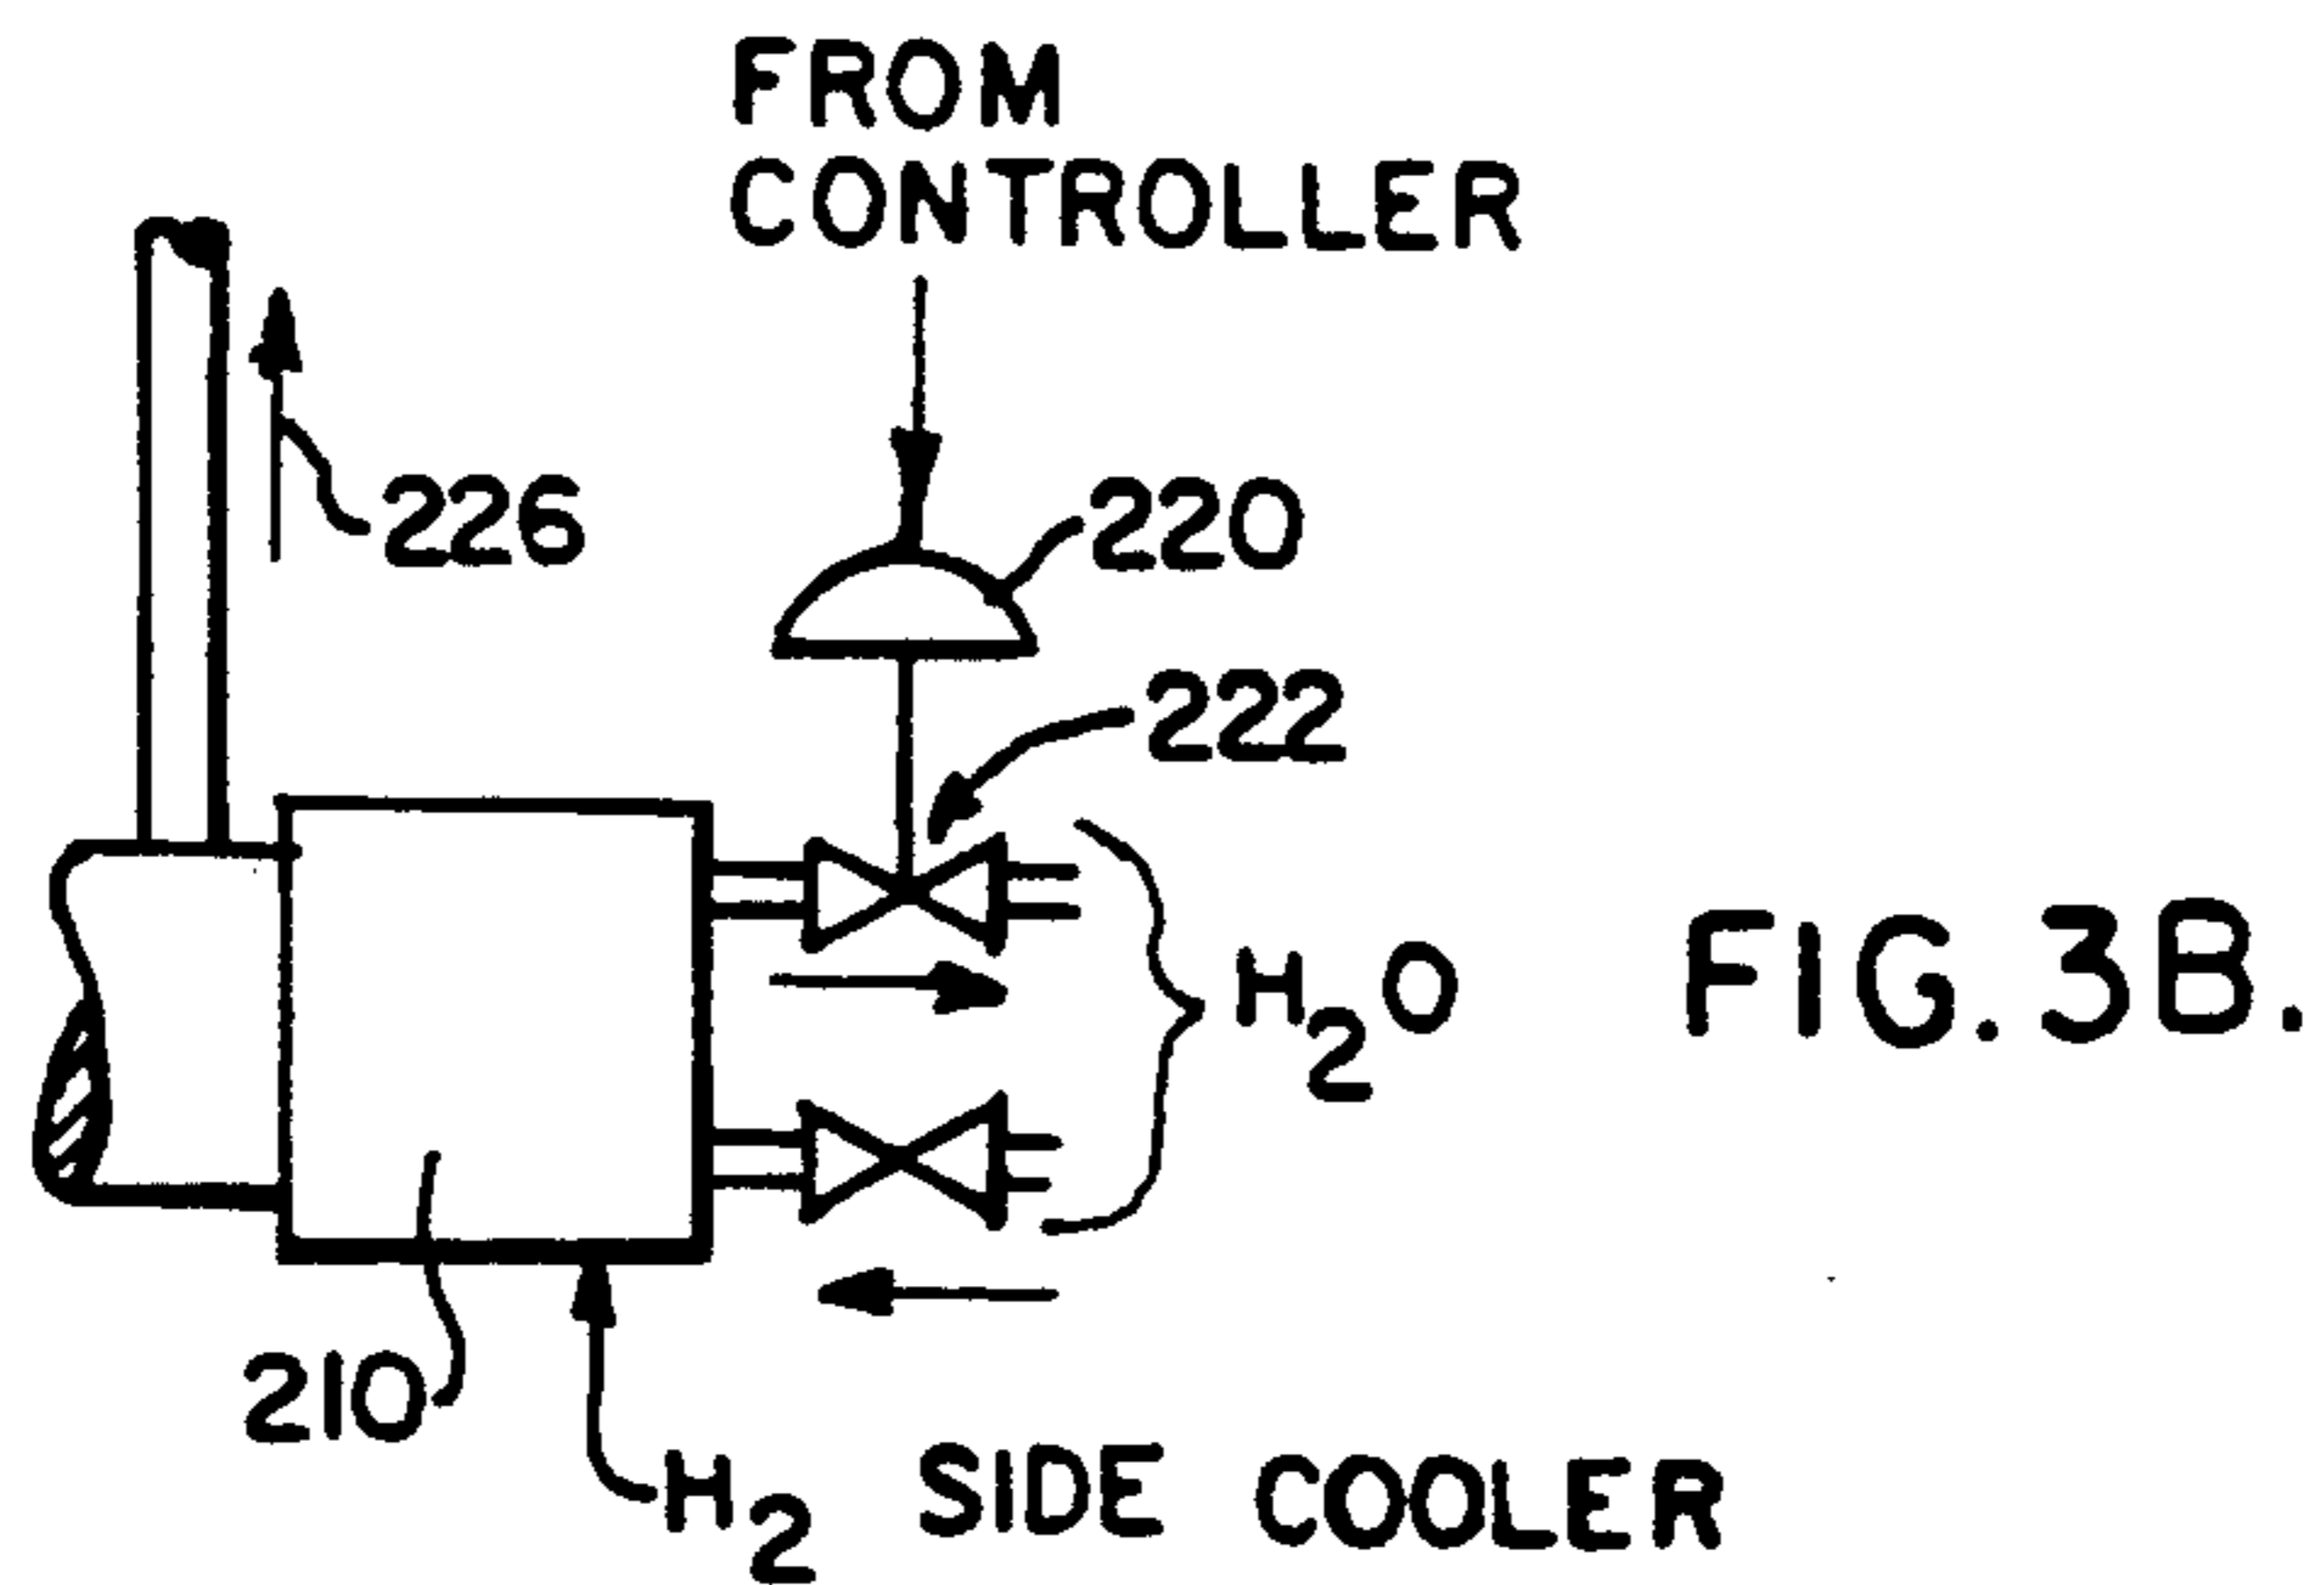 FROM
CONTROLLER
226
220
222
H2O
FIG. 3B.
210
H2 SIDE COOLER